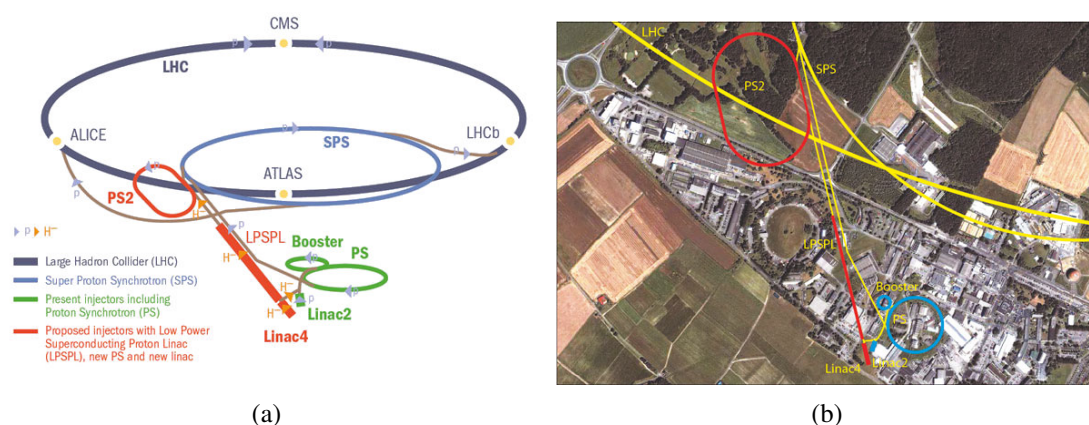 CMS
p
p
LHC
ALICE
LHCb
p
SPS
p
ATLAS
p
PS2
p
H⁻
p
LPSPL
Booster
p
PS
p H⁻
H⁻
Large Hadron Collider (LHC)
Super Proton Synchrotron (SPS)
Present injectors including
Proton Synchrotron (PS)
Proposed injectors with Low Power
Superconducting Proton Linac
(LPSPL), new PS and new linac
H⁻
p
p
H⁻
Linac2
Linac4
(a)
LHC
SPS
PS2
LPSPL
Booster
PS
Linac4
Linac2
(b)